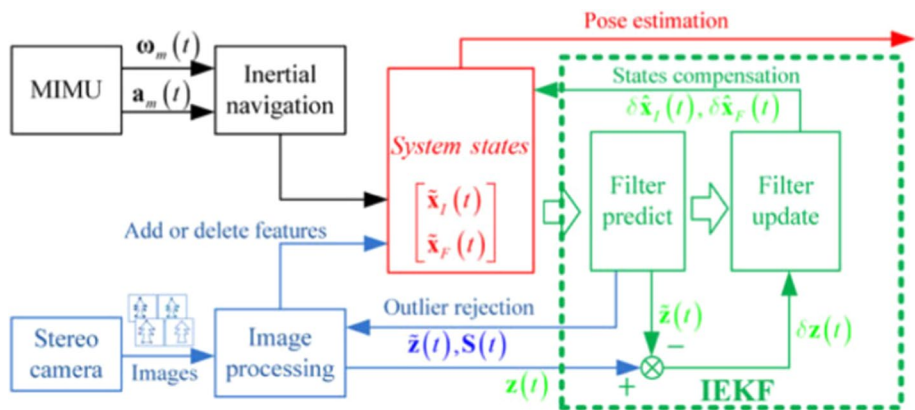 Pose estimation
ω_m(t)
MIMU
a_m(t)
Inertial
navigation
States compensation
δx̂_I(t), δx̂_F(t)
System states
x̃_I(t)
x̃_F(t)
Filter
predict
Filter
update
Add or delete features
Outlier rejection
z̃(t), S(t)
z̃(t)
−
δz(t)
Stereo
camera
Images
Image
processing
z(t)
+
IEKF